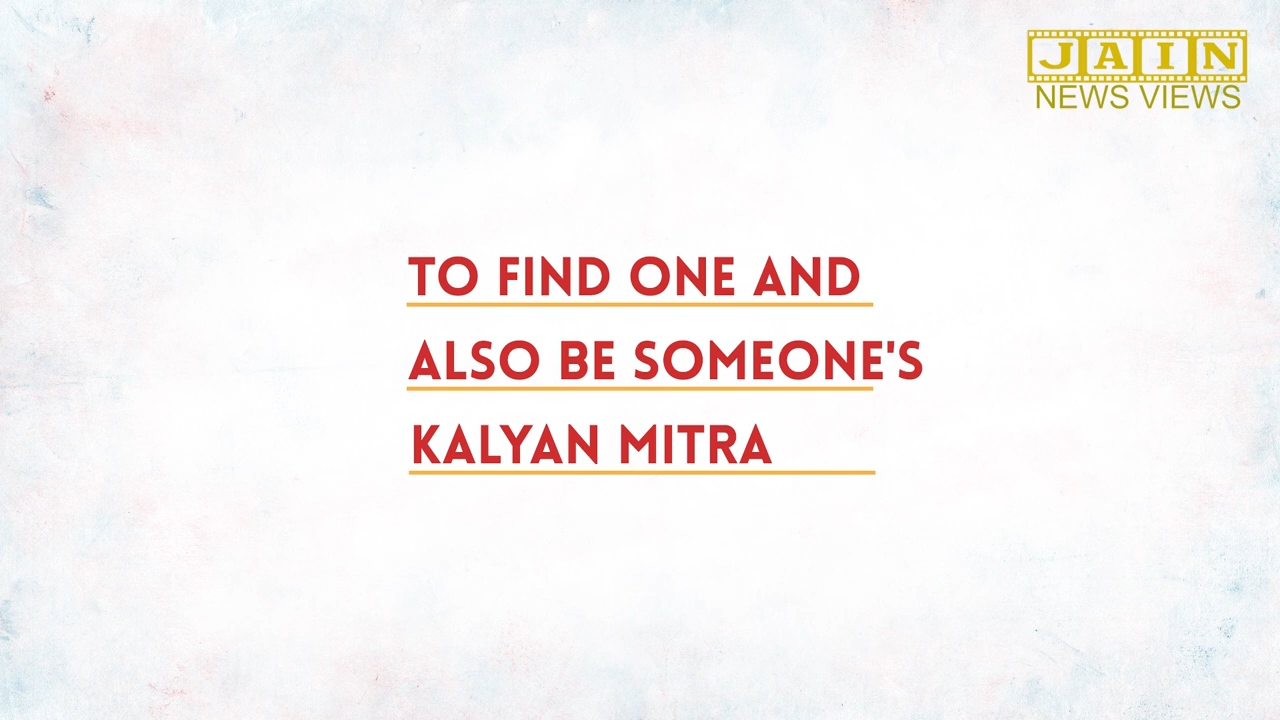 JAIN
NEWS VIEWS
TO FIND ONE AND
ALSO BE SOMEONE'S
KALYAN MITRA